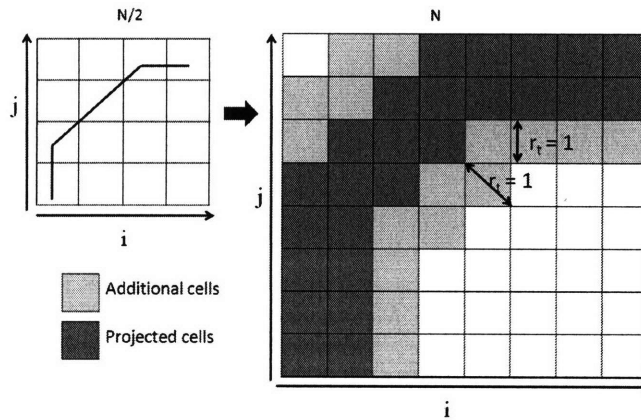 N/2
N
j
i
j
i
r_t = 1
r_t = 1
Additional cells
Projected cells